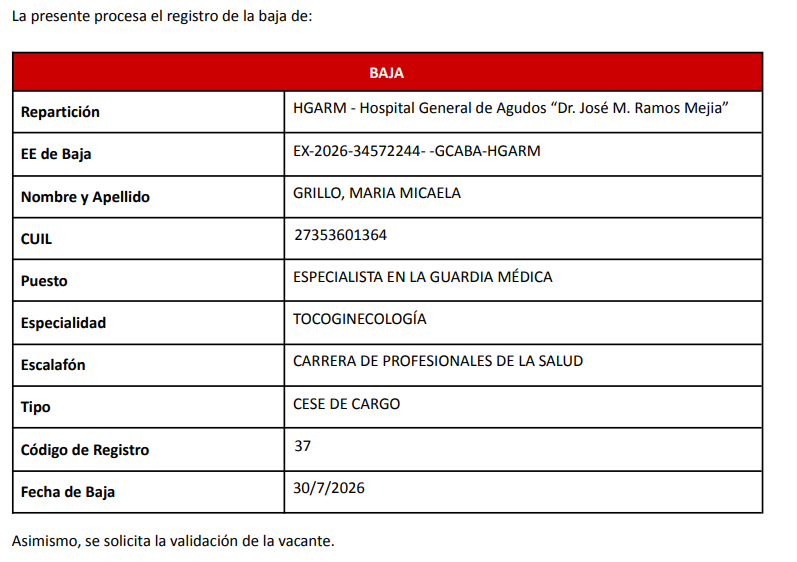 La presente procesa el registro de la baja de:
BAJA
Repartición HGARM - Hospital General de Agudos “Dr. José M. Ramos Mejia”
EE de Baja EX-2026-34572244- -GCABA-HGARM
Nombre y Apellido GRILLO, MARIA MICAELA
CUIL 27353601364
Puesto ESPECIALISTA EN LA GUARDIA MÉDICA
Especialidad TOCOGINECOLOGÍA
Escalafón CARRERA DE PROFESIONALES DE LA SALUD
Tipo CESE DE CARGO
Código de Registro 37
Fecha de Baja 30/7/2026
Asimismo, se solicita la validación de la vacante.